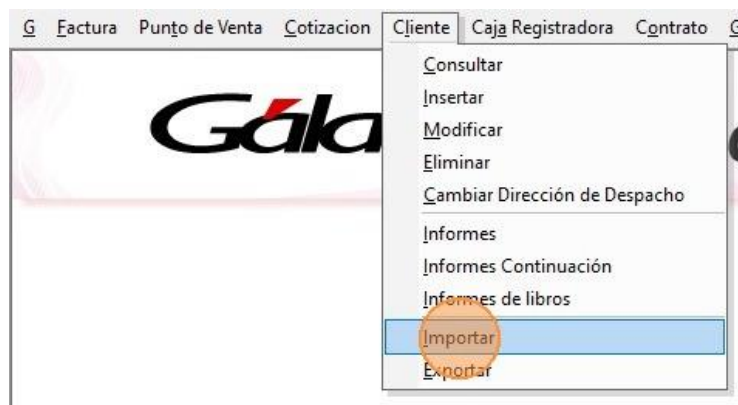 G Factura Punto de Venta Cotizacion Cliente Caja Registradora Contrato G
Gála
Consultar
Insertar
Modificar
Eliminar
Cambiar Dirección de Despacho
Informes
Informes Continuación
Informes de libros
Importar
Exportar